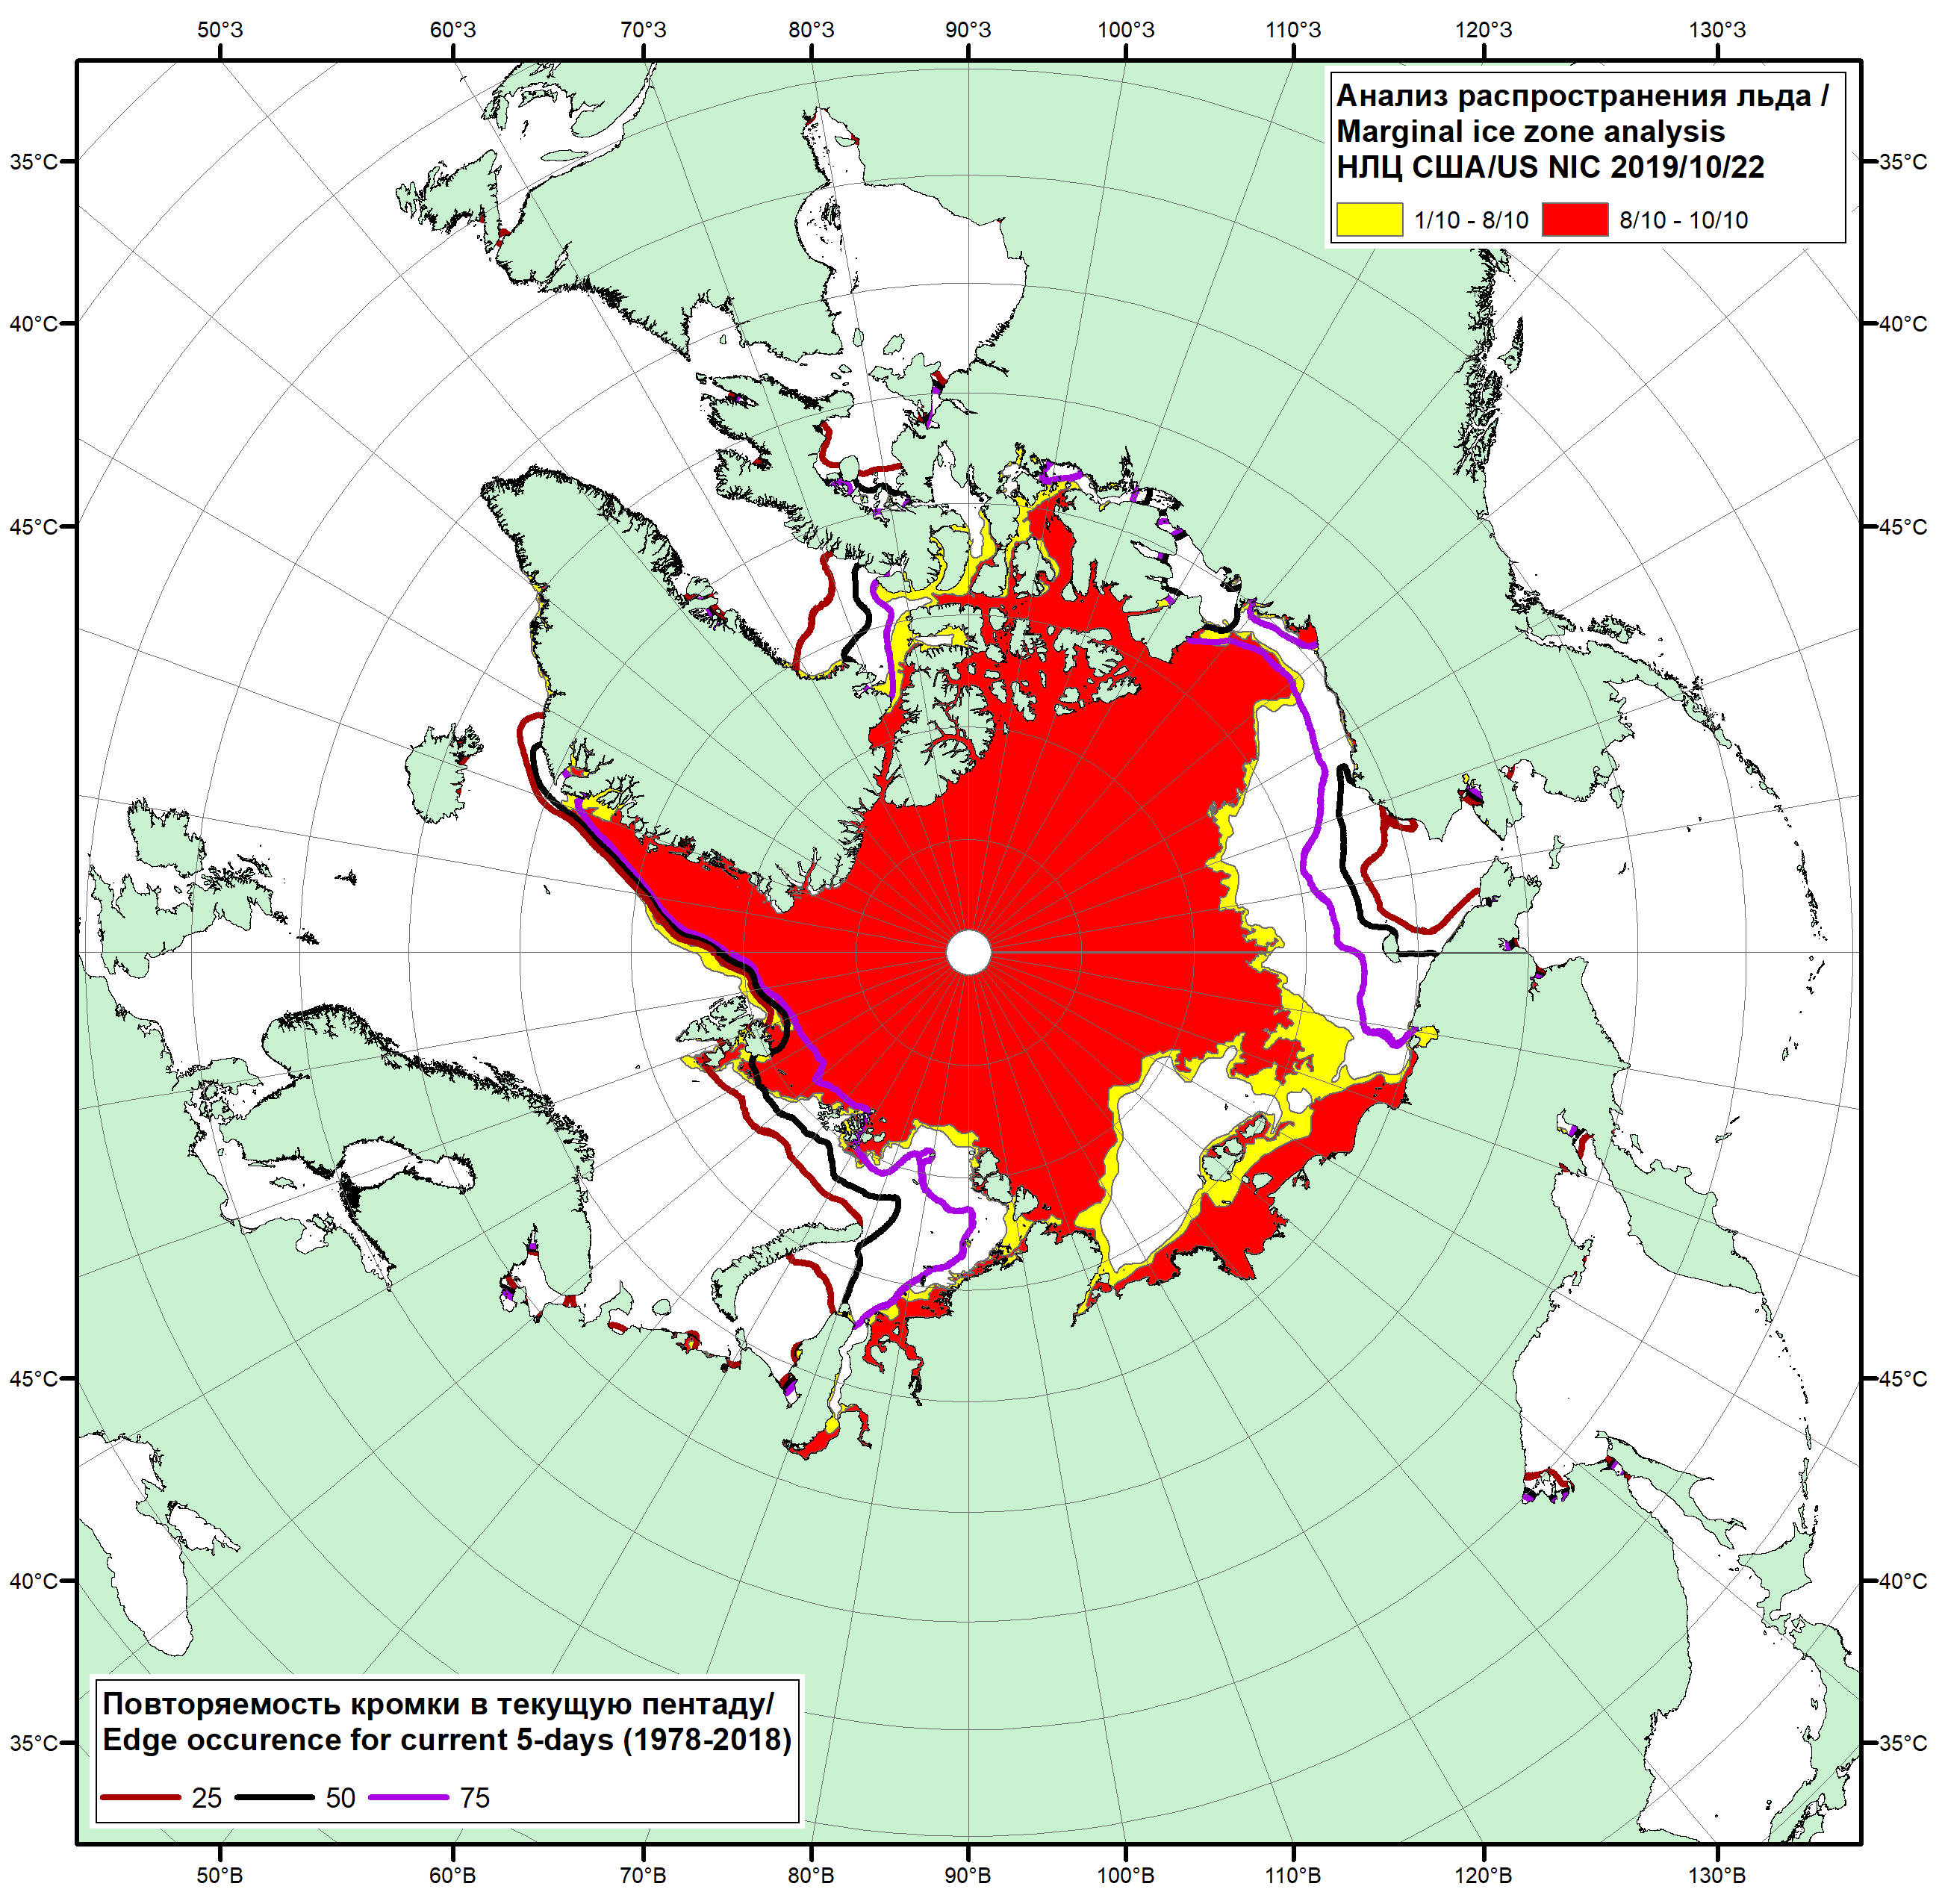 50°З 60°З 70°З 80°З 90°З 100°З 110°З 120°З 130°З
Анализ распространения льда /
Marginal ice zone analysis
НЛЦ США/US NIC 2019/10/22
1/10 - 8/10 8/10 - 10/10
35°С 35°С
40°С 40°С
45°С 45°С
45°С 45°С
40°С 40°С
35°С 35°С
Повторяемость кромки в текущую пентаду/
Edge occurence for current 5-days (1978-2018)
25 50 75
50°В 60°В 70°В 80°В 90°В 100°В 110°В 120°В 130°В